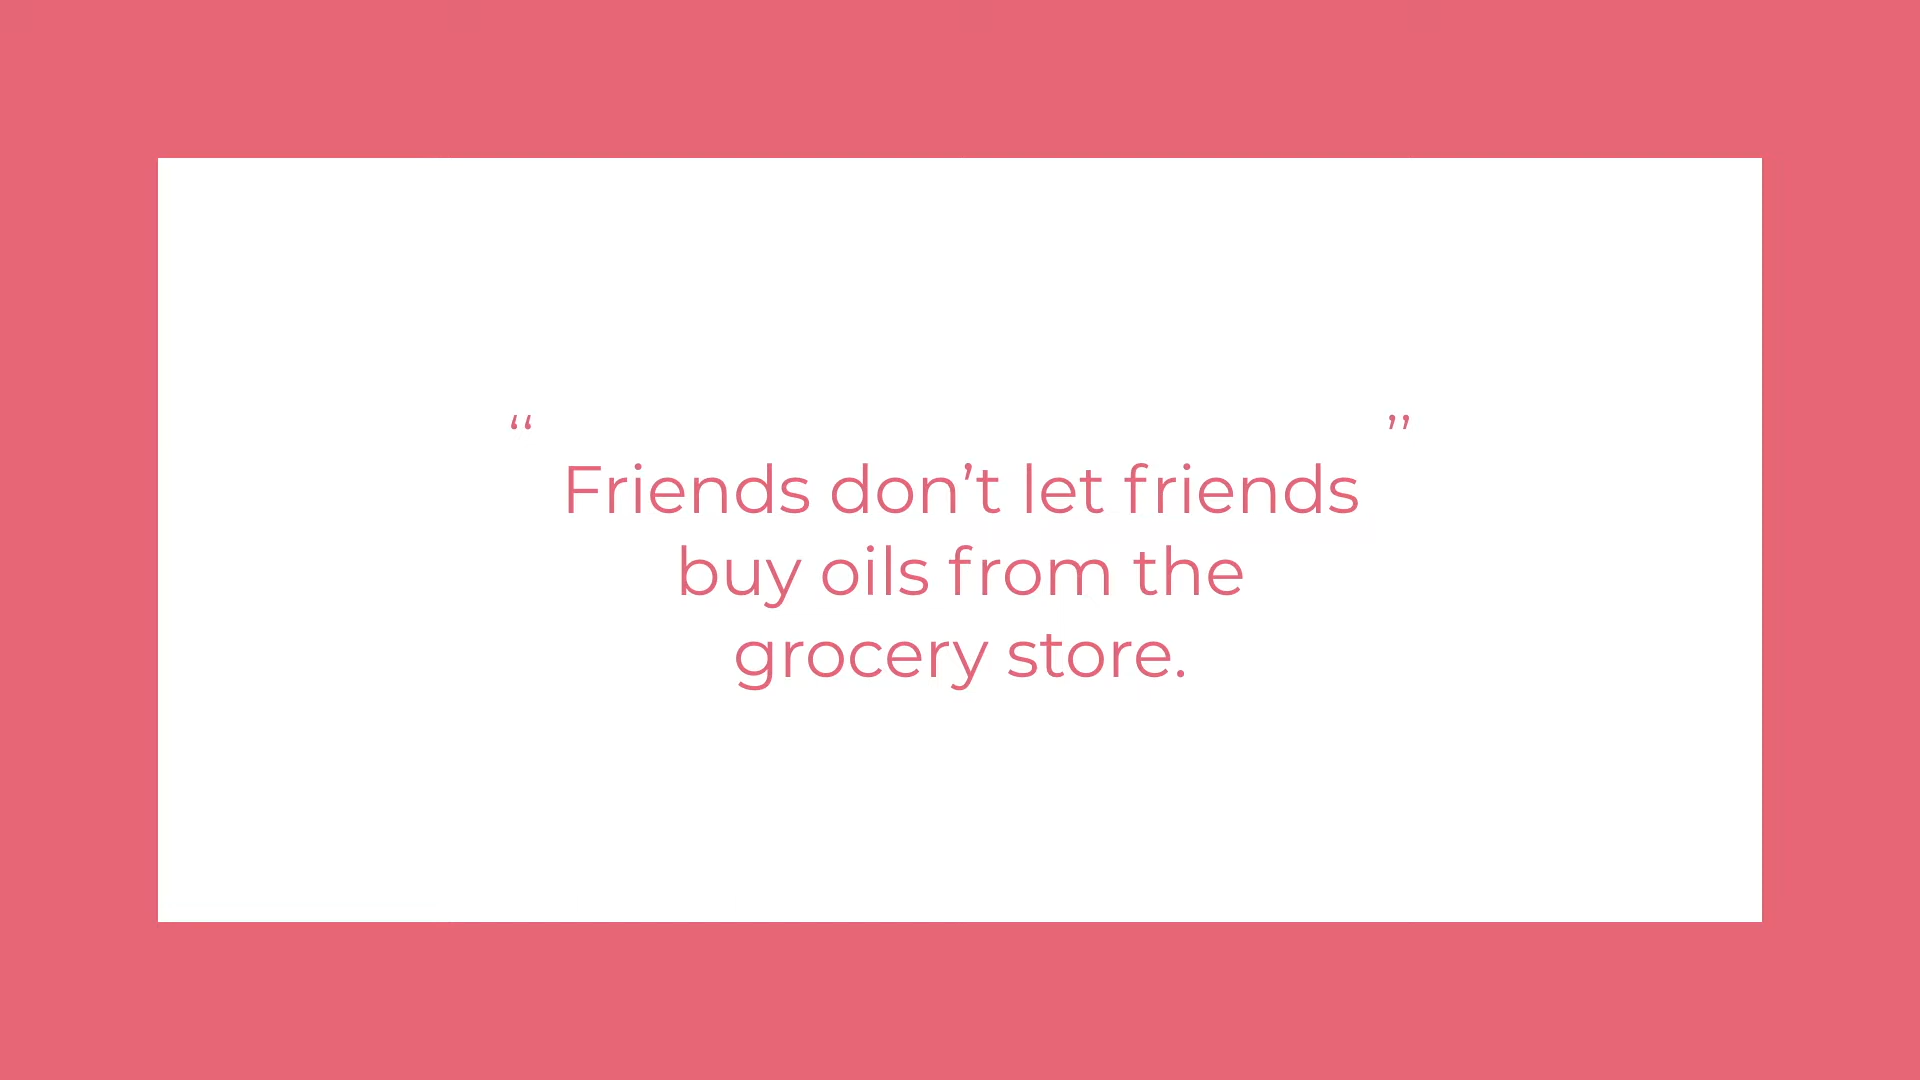 “ ”
Friends don’t let friends
buy oils from the
grocery store.